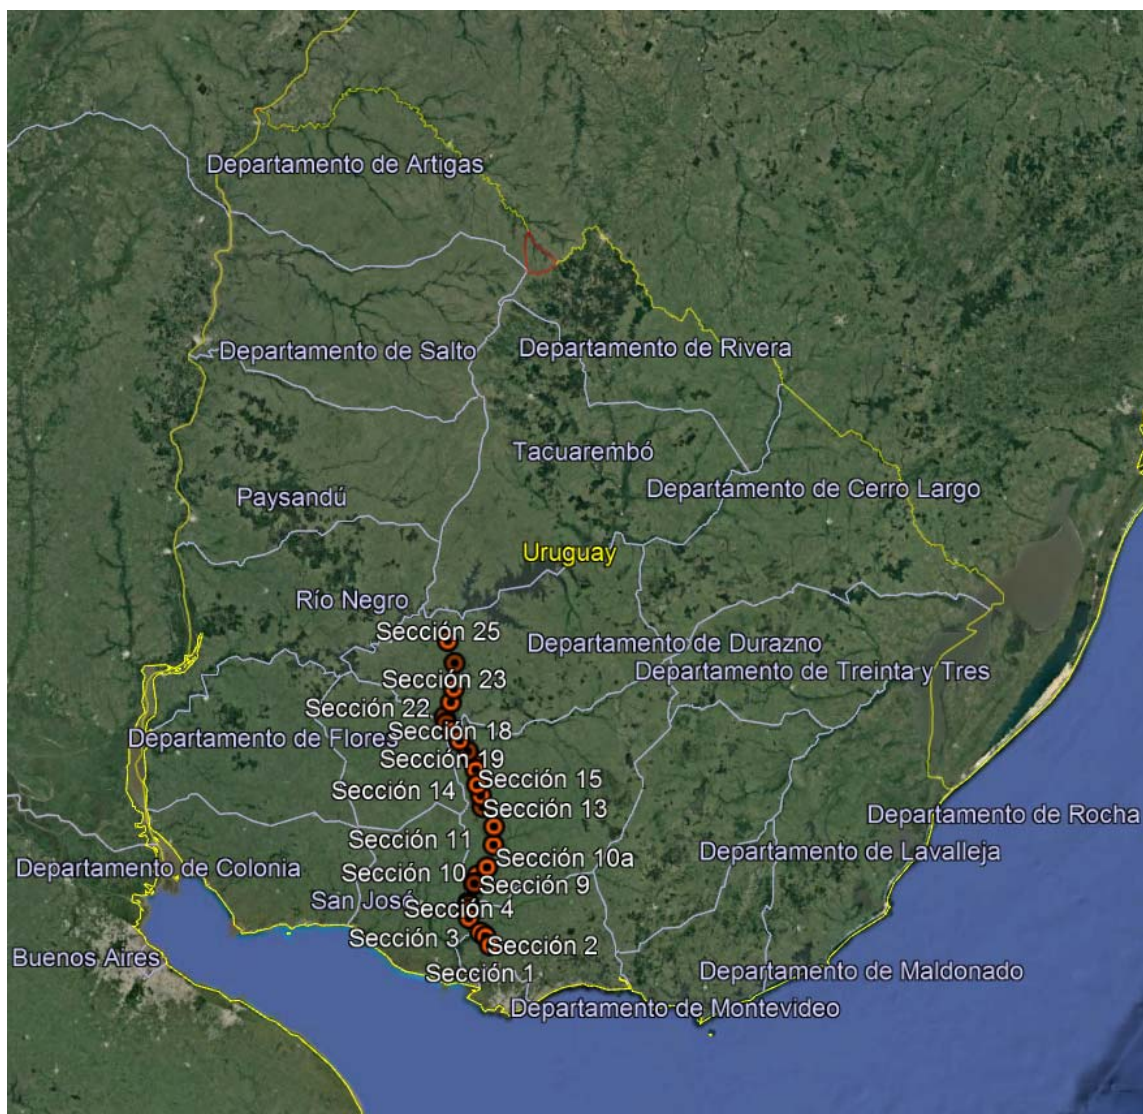 Departamento de Artigas
Departamento de Salto
Departamento de Rivera
Tacuarembó
Departamento de Cerro Largo
Paysandú
Uruguay
Río Negro
Sección 25
Departamento de Durazno
Departamento de Treinta y Tres
Sección 23
Sección 22
Sección 18
Departamento de Flores
Sección 19
Sección 15
Sección 14
Sección 13
Departamento de Rocha
Sección 11
Departamento de Lavalleja
Sección 10a
Departamento de Colonia
Sección 10
Sección 9
San José
Sección 4
Sección 3
Sección 2
Buenos Aires
Sección 1
Departamento de Maldonado
Departamento de Montevideo